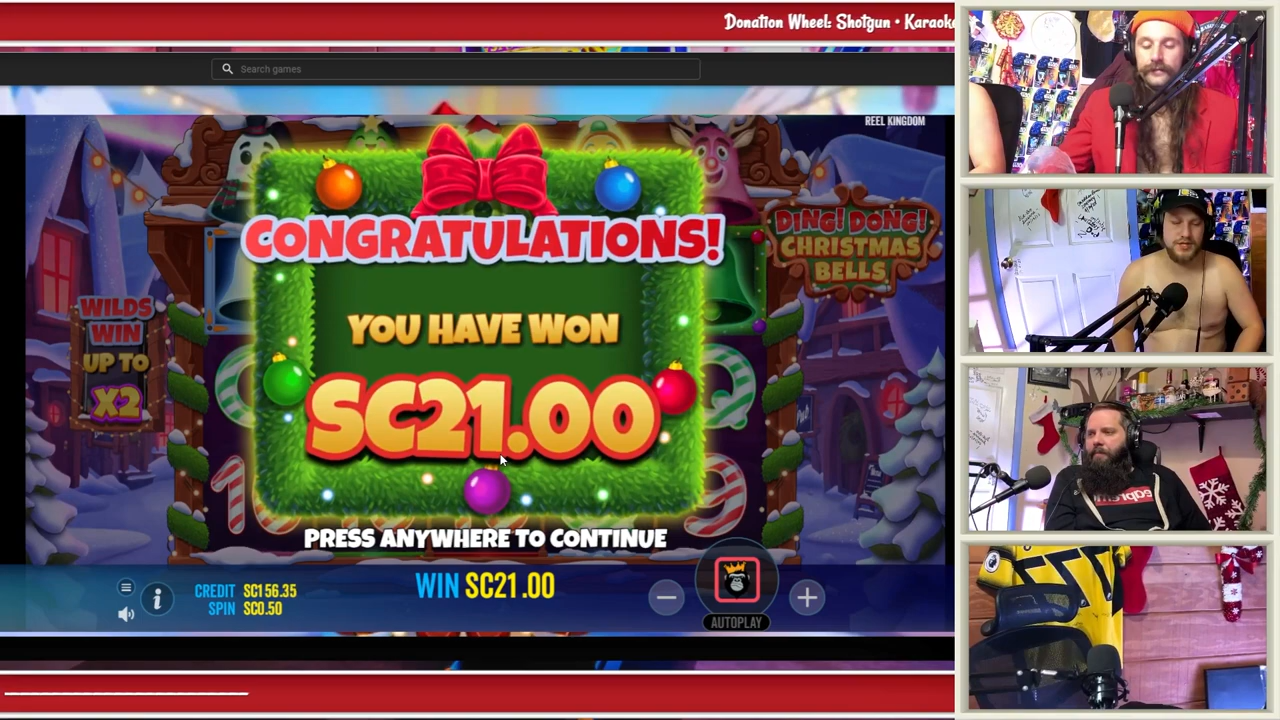 Donation Wheel: Shotgun • Karaoke
Search games
REEL KINGDOM
CONGRATULATIONS!
DING! DONG!
CHRISTMAS
BELLS
YOU HAVE WON
WILDS
WIN
UP TO
X2
SC21.00
PRESS ANYWHERE TO CONTINUE
CREDIT SC156.35
SPIN SC0.50
WIN SC21.00
AUTOPLAY